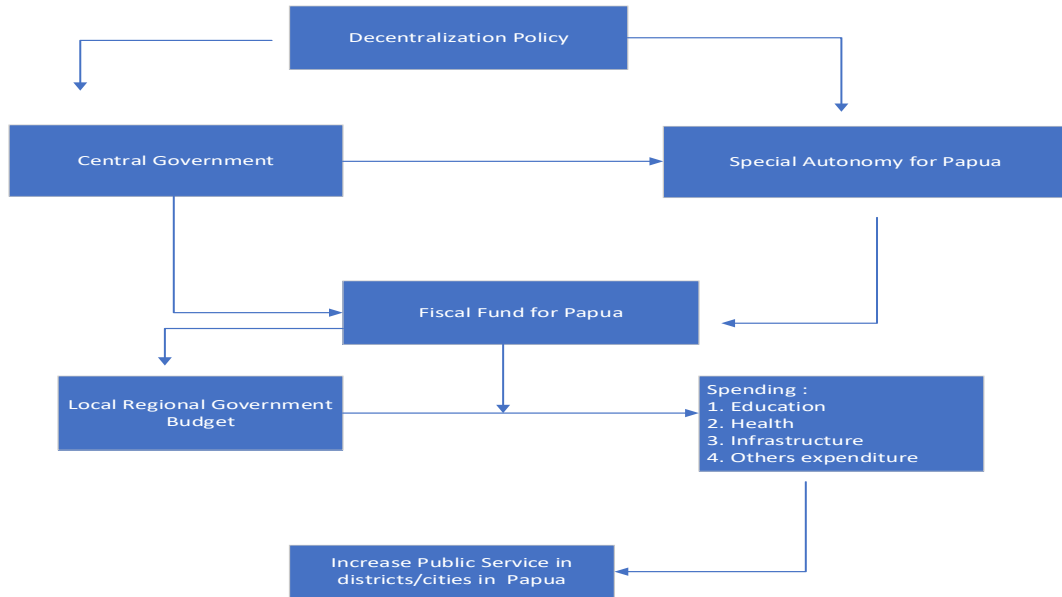 Decentralization Policy
Central Government
Special Autonomy for Papua
Fiscal Fund for Papua
Local Regional Government
Budget
Spending :
1. Education
2. Health
3. Infrastructure
4. Others expenditure
Increase Public Service in
districts/cities in Papua